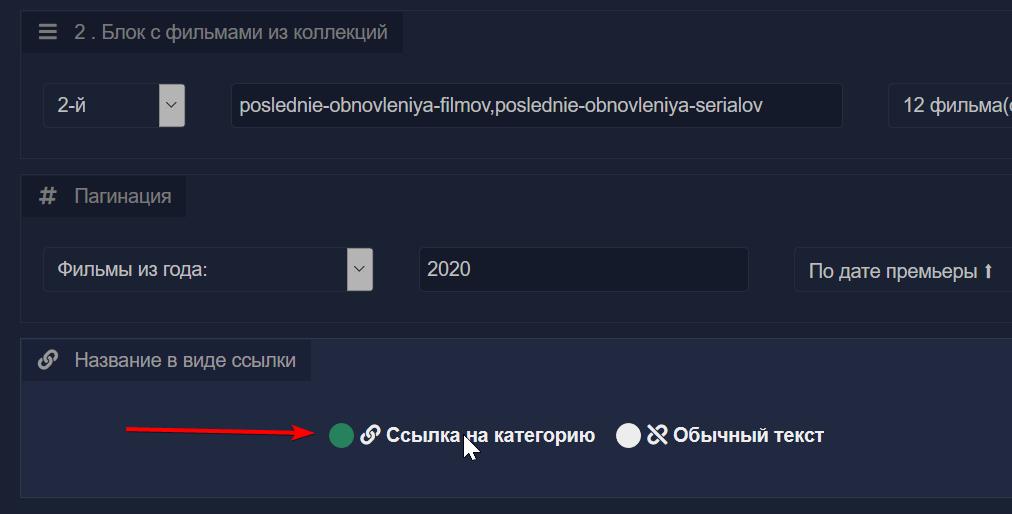 2 . Блок с фильмами из коллекций
2-й poslednie-obnovleniya-filmov,poslednie-obnovleniya-serialov 12 фильма(
# Пагинация
Фильмы из года: 2020 По дате премьеры ⬆
Название в виде ссылки
Ссылка на категорию Обычный текст